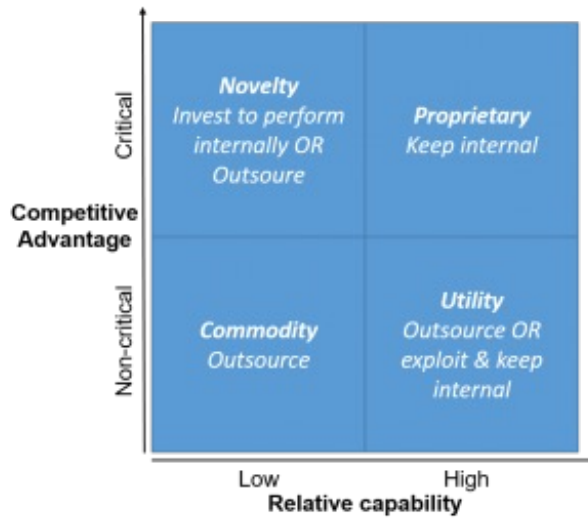 Critical
Non-critical
Competitive
Advantage
Novelty
Invest to perform
internally OR
Outsoure
Proprietary
Keep internal
Commodity
Outsource
Utility
Outsource OR
exploit & keep
internal
Low
High
Relative capability